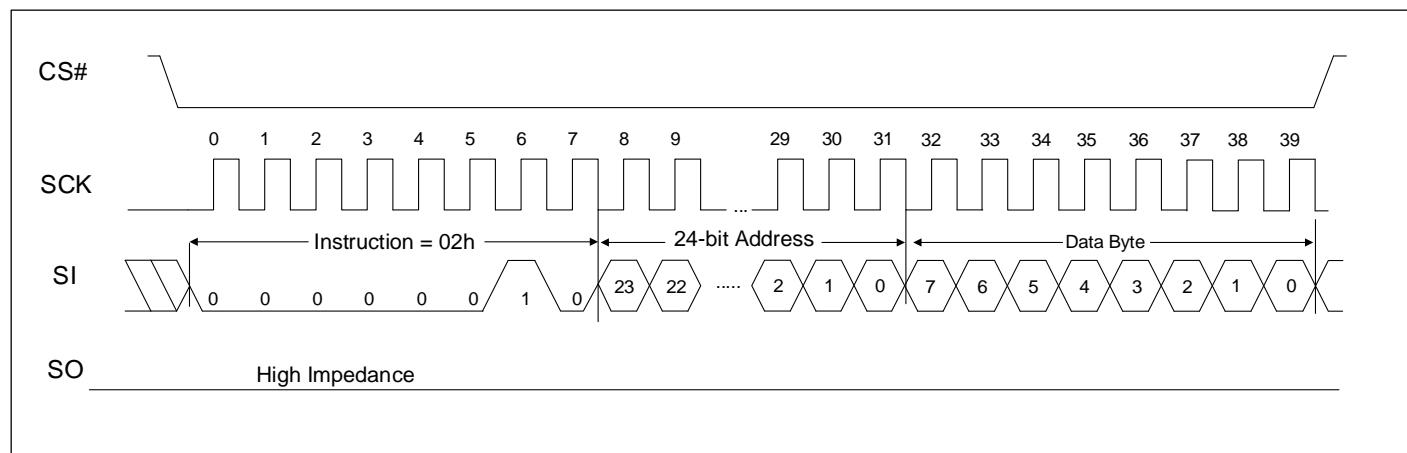 CS#
0 1 2 3 4 5 6 7 8 9 29 30 31 32 33 34 35 36 37 38 39
SCK
...
Instruction = 02h 24-bit Address Data Byte
SI
0 0 0 0 0 0 1 0 23 22 ..... 2 1 0 7 6 5 4 3 2 1 0
SO
High Impedance